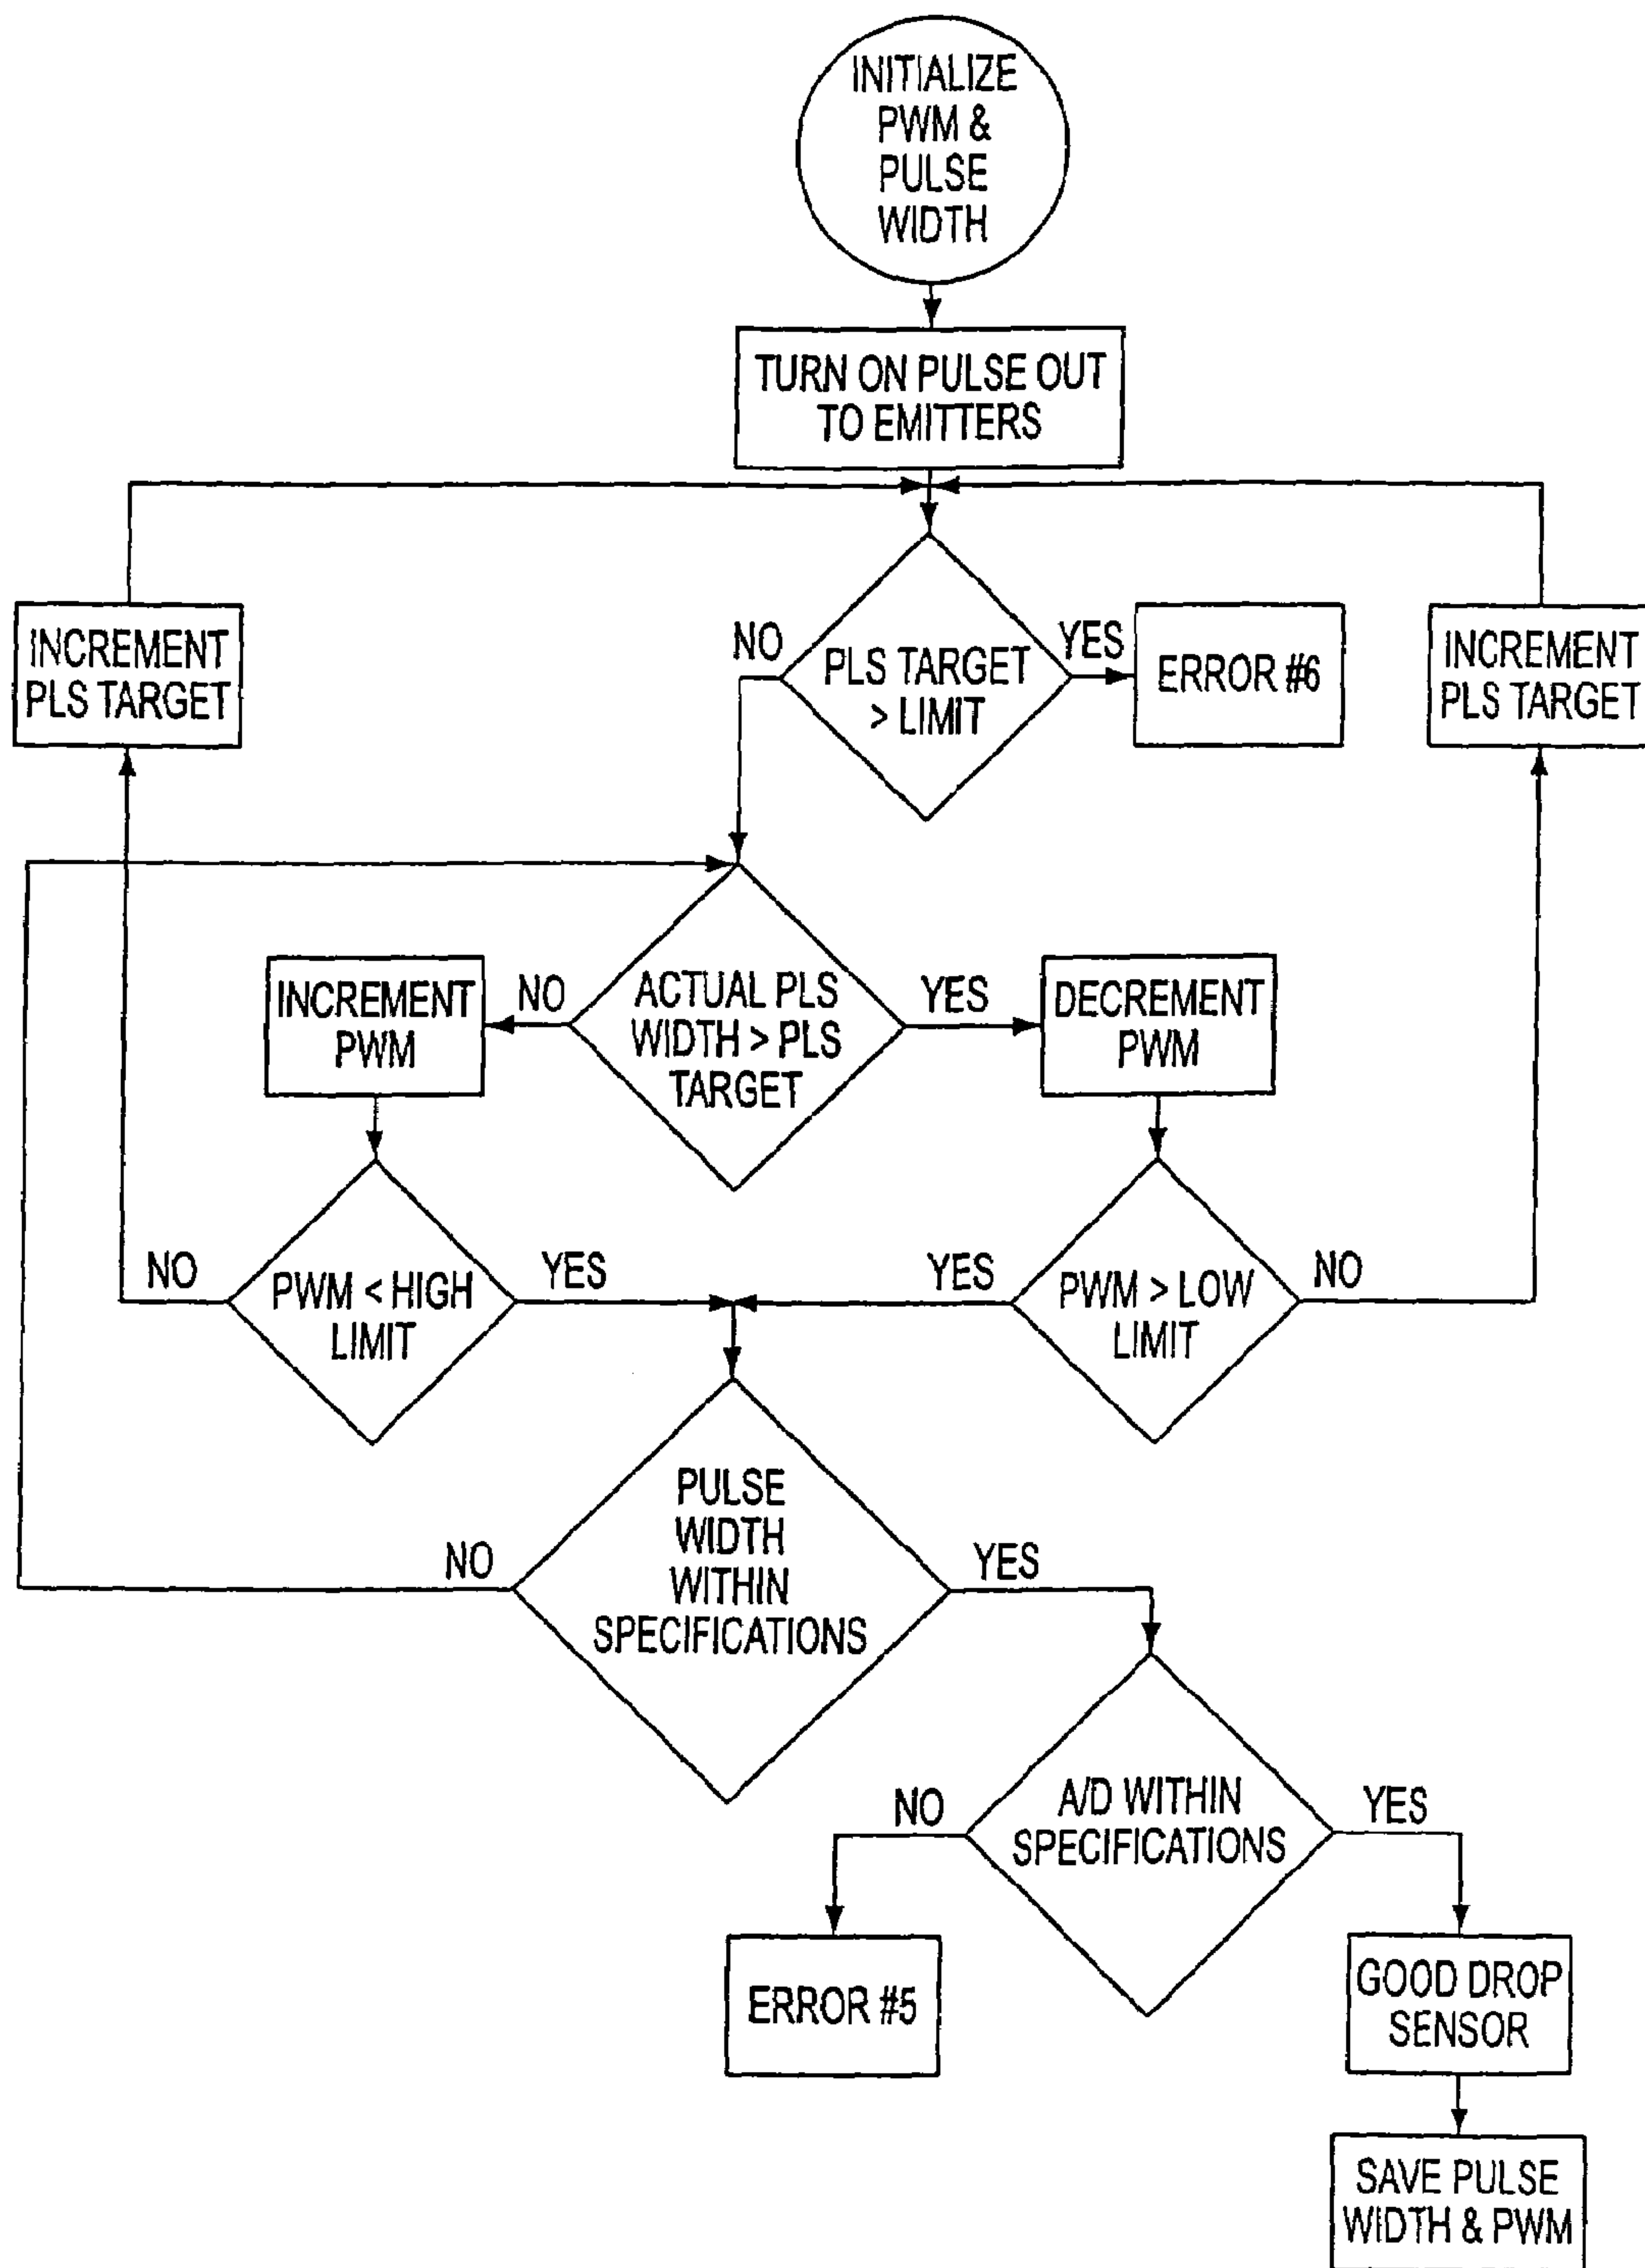 INITIALIZE
PWM &
PULSE
WIDTH
TURN ON PULSE OUT
TO EMITTERS
INCREMENT
PLS TARGET
NO
PLS TARGET
> LIMIT
YES
ERROR #6
INCREMENT
PLS TARGET
INCREMENT
PWM
NO
ACTUAL PLS
WIDTH > PLS
TARGET
YES
DECREMENT
PWM
NO
PWM < HIGH
LIMIT
YES
YES
PWM > LOW
LIMIT
NO
NO
PULSE
WIDTH
WITHIN
SPECIFICATIONS
YES
NO
A/D WITHIN
SPECIFICATIONS
YES
ERROR #5
GOOD DROP
SENSOR
SAVE PULSE
WIDTH & PWM